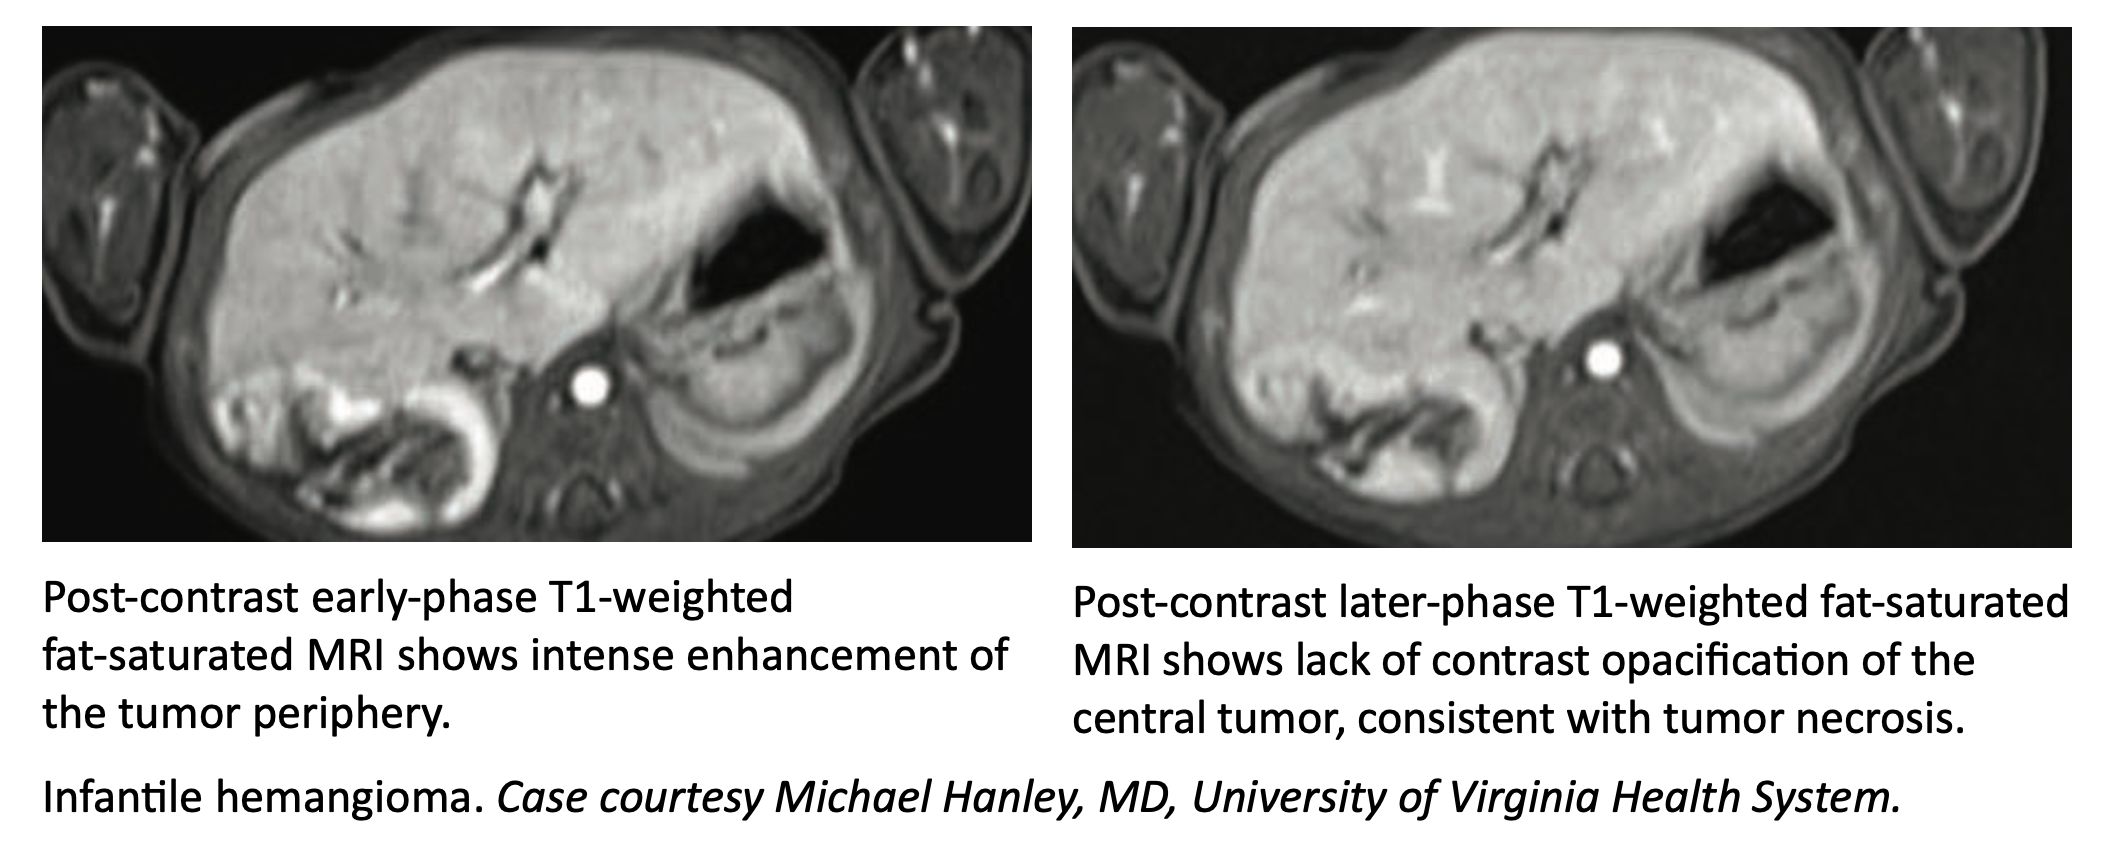 Post-contrast early-phase T1-weighted
fat-saturated MRI shows intense enhancement of
the tumor periphery.
Post-contrast later-phase T1-weighted fat-saturated
MRI shows lack of contrast opacification of the
central tumor, consistent with tumor necrosis.
Infantile hemangioma. Case courtesy Michael Hanley, MD, University of Virginia Health System.